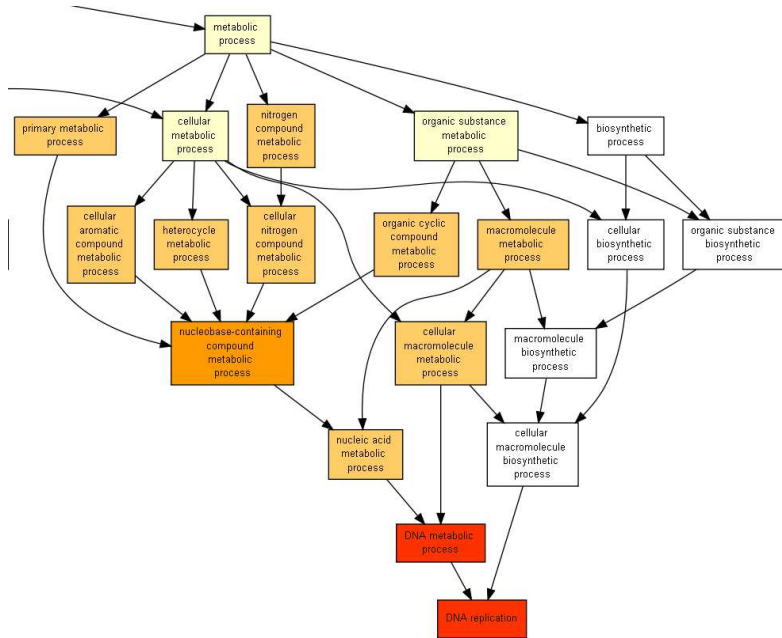 metabolic
process
primary metabolic
process
cellular
metabolic
process
nitrogen
compound
metabolic
process
organic substance
metabolic
process
biosynthetic
process
cellular
aromatic
compound
metabolic
process
heterocycle
metabolic
process
cellular
nitrogen
compound
metabolic
process
organic cyclic
compound
metabolic
process
macromolecule
metabolic
process
cellular
biosynthetic
process
organic substance
biosynthetic
process
nucleobase-containing
compound
metabolic
process
cellular
macromolecule
metabolic
process
macromolecule
biosynthetic
process
nucleic acid
metabolic
process
cellular
macromolecule
biosynthetic
process
DNA metabolic
process
DNA replication